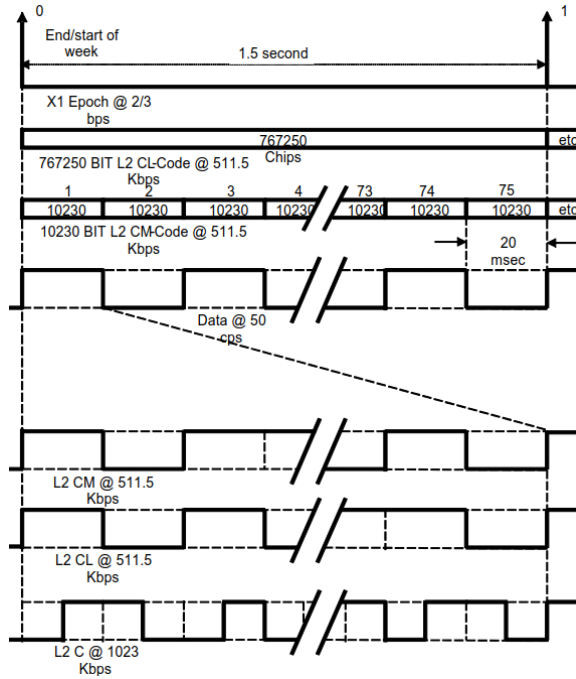 0
1
End/start of
week
1.5 second
X1 Epoch @ 2/3
bps
767250
Chips
etc
767250 BIT L2 CL-Code @ 511.5
Kbps
1 2 3 4 73 74 75
10230 10230 10230 10230 10230 10230 10230 etc
10230 BIT L2 CM-Code @ 511.5
Kbps
20
msec
Data @ 50
cps
L2 CM @ 511.5
Kbps
L2 CL @ 511.5
Kbps
L2 C @ 1023
Kbps